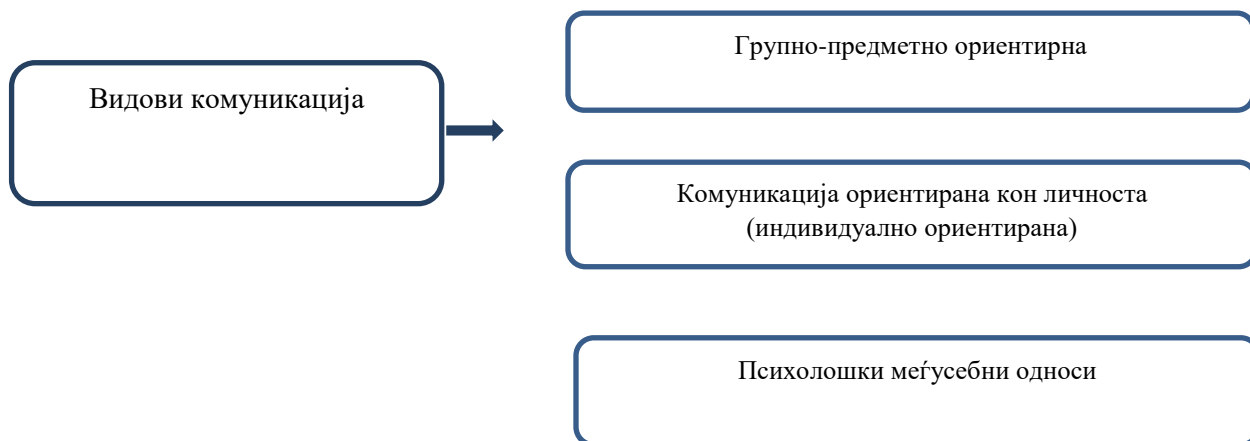 Видови комуникација
Групно-предметно ориентирна
Комуникација ориентирана кон личноста
(индивидуално ориентирана)
Психолошки меѓусебни односи